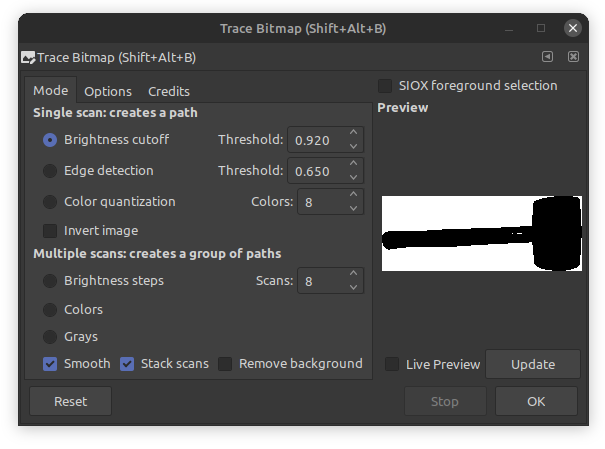 Trace Bitmap (Shift+Alt+B)
Trace Bitmap (Shift+Alt+B)
Mode Options Credits
SIOX foreground selection
Single scan: creates a path
Preview
Brightness cutoff Threshold: 0.920
Edge detection Threshold: 0.650
Color quantization Colors: 8
Invert image
Multiple scans: creates a group of paths
Brightness steps Scans: 8
Colors
Grays
Smooth Stack scans Remove background
Live Preview Update
Reset Stop OK